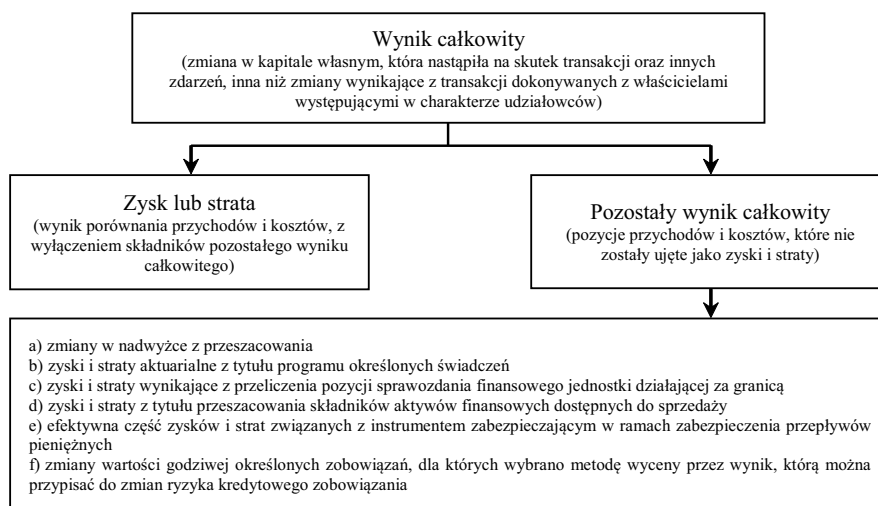 Wynik całkowity
(zmiana w kapitale własnym, która nastąpiła na skutek transakcji oraz innych
zdarzeń, inna niż zmiany wynikające z transakcji dokonywanych z właścicielami
występującymi w charakterze udziałowców)
Zysk lub strata
(wynik porównania przychodów i kosztów, z
wyłączeniem składników pozostałego wyniku
całkowitego)
Pozostały wynik całkowity
(pozycje przychodów i kosztów, które nie
zostały ujęte jako zyski i straty)
a) zmiany w nadwyżce z przeszacowania
b) zyski i straty aktuarialne z tytułu programu określonych świadczeń
c) zyski i straty wynikające z przeliczenia pozycji sprawozdania finansowego jednostki działającej za granicą
d) zyski i straty z tytułu przeszacowania składników aktywów finansowych dostępnych do sprzedaży
e) efektywna część zysków i strat związanych z instrumentem zabezpieczającym w ramach zabezpieczenia przepływów
pieniężnych
f) zmiany wartości godziwej określonych zobowiązań, dla których wybrano metodę wyceny przez wynik, którą można
przypisać do zmian ryzyka kredytowego zobowiązania